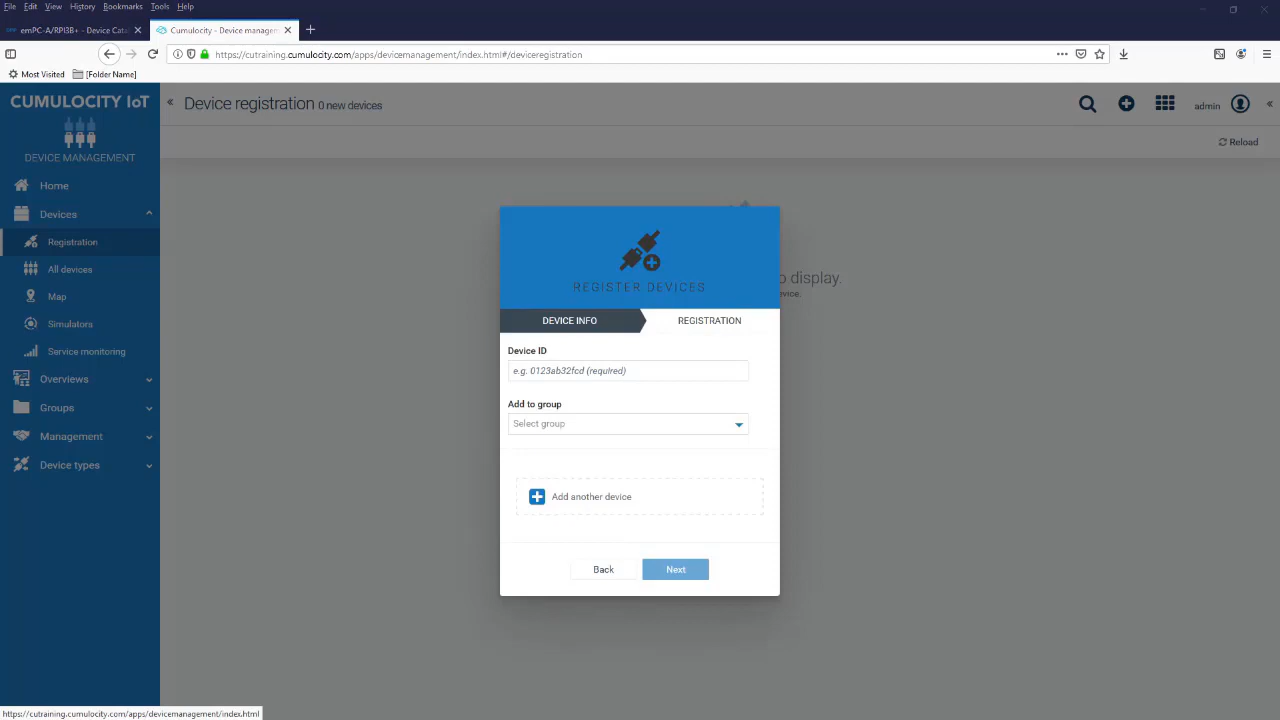 File Edit View History Bookmarks Tools Help
emPC-A/RPI3B+ - Device Cata
Cumulocity - Device managem
https://cutraining.cumulocity.com/apps/devicemanagement/index.html#/deviceregistration
Most Visited [Folder Name]
CUMULOCITY IoT
DEVICE MANAGEMENT
Home
Devices
Registration
All devices
Map
Simulators
Service monitoring
Overviews
Groups
Management
Device types
Device registration 0 new devices
admin
Reload
o display.
evice.
REGISTER DEVICES
DEVICE INFO REGISTRATION
Device ID
e.g. 0123ab32fcd (required)
Add to group
Select group
Add another device
Back Next
https://cutraining.cumulocity.com/apps/devicemanagement/index.html